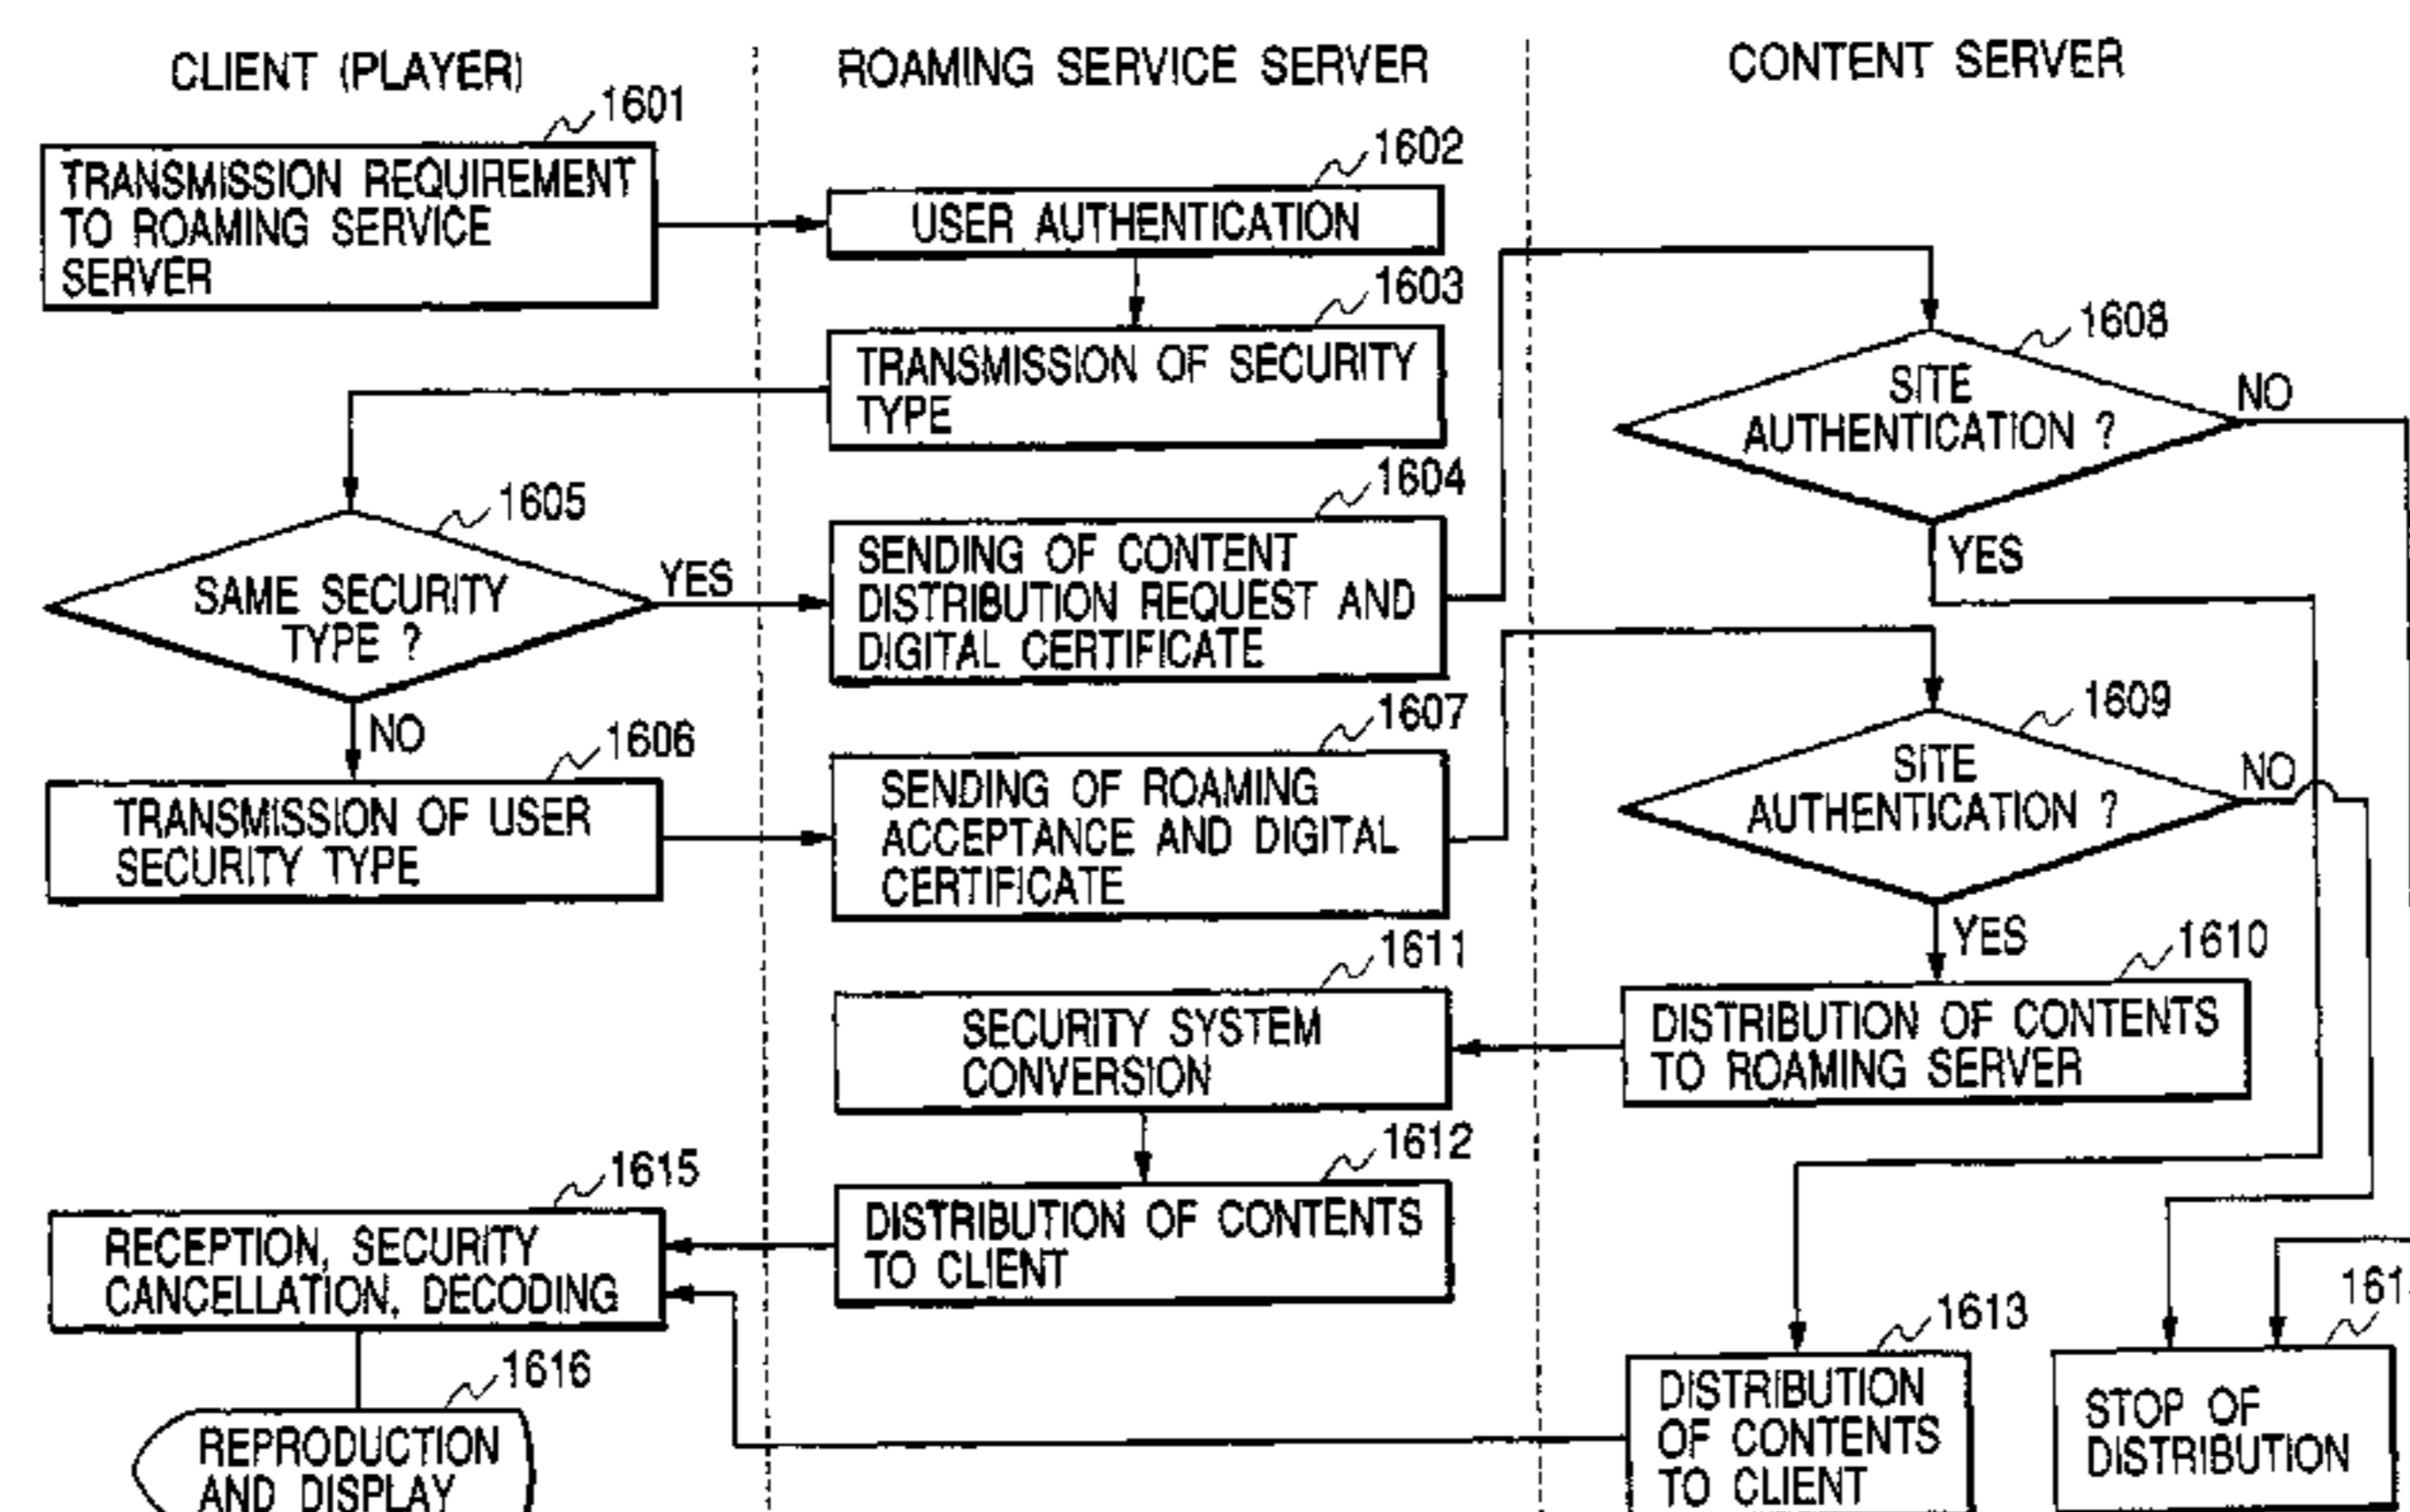 CLIENT (PLAYER)
ROAMING SERVICE SERVER
CONTENT SERVER
1601
TRANSMISSION REQUIREMENT
TO ROAMING SERVICE
SERVER
1602
USER AUTHENTICATION
1603
TRANSMISSION OF SECURITY
TYPE
1608
SITE
AUTHENTICATION ?
NO
YES
1605
SAME SECURITY
TYPE ?
YES
NO
1604
SENDING OF CONTENT
DISTRIBUTION REQUEST AND
DIGITAL CERTIFICATE
1606
TRANSMISSION OF USER
SECURITY TYPE
1607
SENDING OF ROAMING
ACCEPTANCE AND DIGITAL
CERTIFICATE
1609
SITE
AUTHENTICATION ?
NO
YES
1610
DISTRIBUTION OF CONTENTS
TO ROAMING SERVER
1611
SECURITY SYSTEM
CONVERSION
1612
DISTRIBUTION OF CONTENTS
TO CLIENT
1615
RECEPTION, SECURITY
CANCELLATION, DECODING
1616
REPRODUCTION
AND DISPLAY
1613
DISTRIBUTION
OF CONTENTS
TO CLIENT
STOP OF
DISTRIBUTION